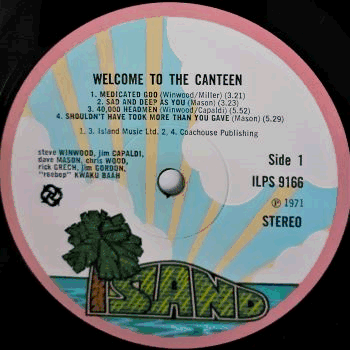 WELCOME TO THE CANTEEN
1. MEDICATED GOO (Winwood/Miller) (3.21)
2. SAD AND DEEP AS YOU (Mason) (3.23)
3. 40,000 HEADMEN (Winwood/Capaldi) (5.52)
4. SHOULDN'T HAVE TOOK MORE THAN YOU GAVE (Mason) (5.29)
1. 3. Island Music Ltd. 2, 4. Coachouse Publishing
steve WINWOOD, jim CAPALDI,
dave MASON, chris WOOD,
rick GRECH, jim GORDON,
"reebop" KWAKU BAAH
Side 1
ILPS 9166
℗ 1971
STEREO
ISLAND